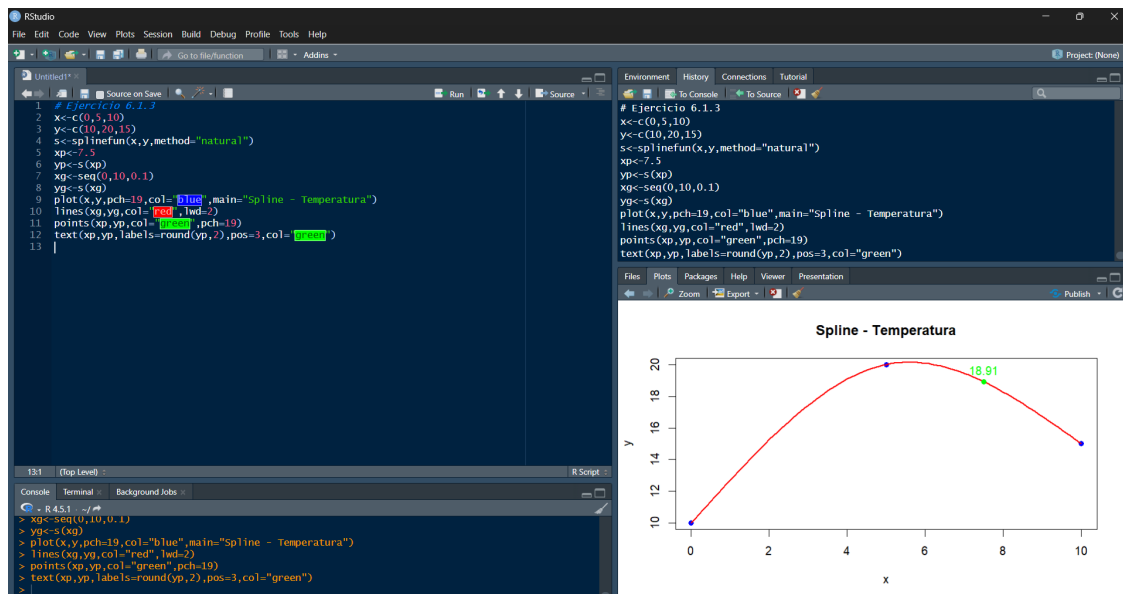 RStudio
File Edit Code View Plots Session Build Debug Profile Tools Help
Go to file/function Addins Project: (None)
Untitled1*
Source on Save Run Source
1 # Ejercicio 6.1.3
2 x<-c(0,5,10)
3 y<-c(10,20,15)
4 s<-splinefun(x,y,method="natural")
5 xp<-7.5
6 yp<-s(xp)
7 xg<-seq(0,10,0.1)
8 yg<-s(xg)
9 plot(x,y,pch=19,col="blue",main="Spline - Temperatura")
10 lines(xg,yg,col="red",lwd=2)
11 points(xp,yp,col="green",pch=19)
12 text(xp,yp,labels=round(yp,2),pos=3,col="green")
13
13:1 (Top Level) R Script
Console Terminal Background Jobs
R 4.5.1 · ~/
> xg<-seq(0,10,0.1)
> yg<-s(xg)
> plot(x,y,pch=19,col="blue",main="Spline - Temperatura")
> lines(xg,yg,col="red",lwd=2)
> points(xp,yp,col="green",pch=19)
> text(xp,yp,labels=round(yp,2),pos=3,col="green")
>
Environment History Connections Tutorial
To Console To Source
# Ejercicio 6.1.3
x<-c(0,5,10)
y<-c(10,20,15)
s<-splinefun(x,y,method="natural")
xp<-7.5
yp<-s(xp)
xg<-seq(0,10,0.1)
yg<-s(xg)
plot(x,y,pch=19,col="blue",main="Spline - Temperatura")
lines(xg,yg,col="red",lwd=2)
points(xp,yp,col="green",pch=19)
text(xp,yp,labels=round(yp,2),pos=3,col="green")
Files Plots Packages Help Viewer Presentation
Zoom Export Publish
Spline - Temperatura
20
18
16
14
12
10
y
18.91
0 2 4 6 8 10
x